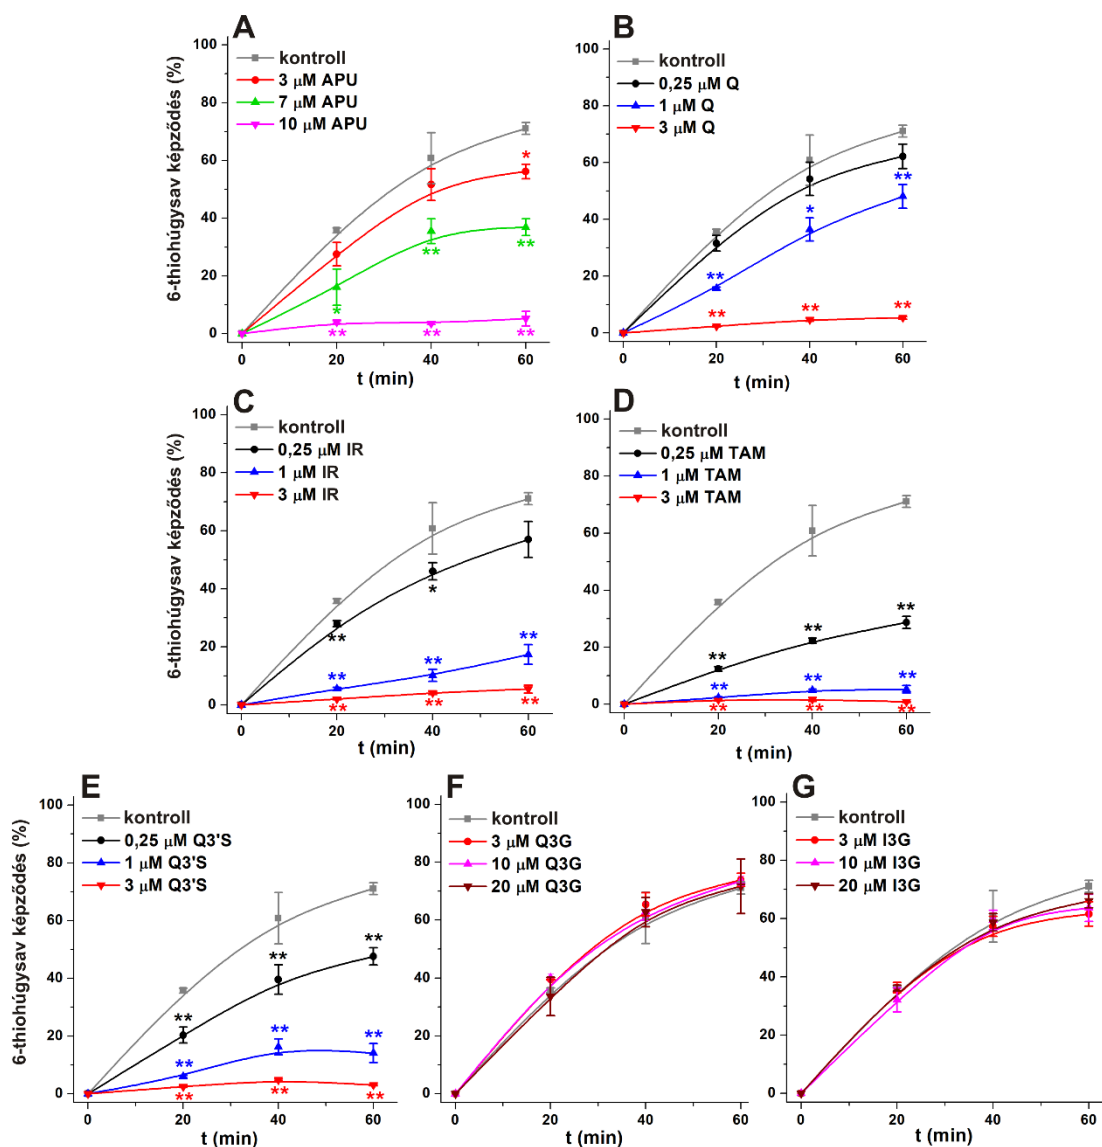 A
6-thiohúgysav képződés (%)
100
80
60
40
20
0
kontroll
3 μM APU
7 μM APU
10 μM APU
*
* ** **
** ** **
0 20 40 60
t (min)
B
100
80
60
40
20
0
kontroll
0,25 μM Q
1 μM Q
3 μM Q
** * **
** ** **
0 20 40 60
t (min)
C
6-thiohúgysav képződés (%)
100
80
60
40
20
0
kontroll
0,25 μM IR
1 μM IR
3 μM IR
** *
** ** **
** ** **
0 20 40 60
t (min)
D
100
80
60
40
20
0
kontroll
0,25 μM TAM
1 μM TAM
3 μM TAM
** ** **
** ** **
** ** **
0 20 40 60
t (min)
E
6-thiohúgysav képződés (%)
100
80
60
40
20
0
kontroll
0,25 μM Q3'S
1 μM Q3'S
3 μM Q3'S
** ** **
** ** **
** ** **
0 20 40 60
t (min)
F
100
80
60
40
20
0
kontroll
3 μM Q3G
10 μM Q3G
20 μM Q3G
0 20 40 60
t (min)
G
100
80
60
40
20
0
kontroll
3 μM I3G
10 μM I3G
20 μM I3G
0 20 40 60
t (min)